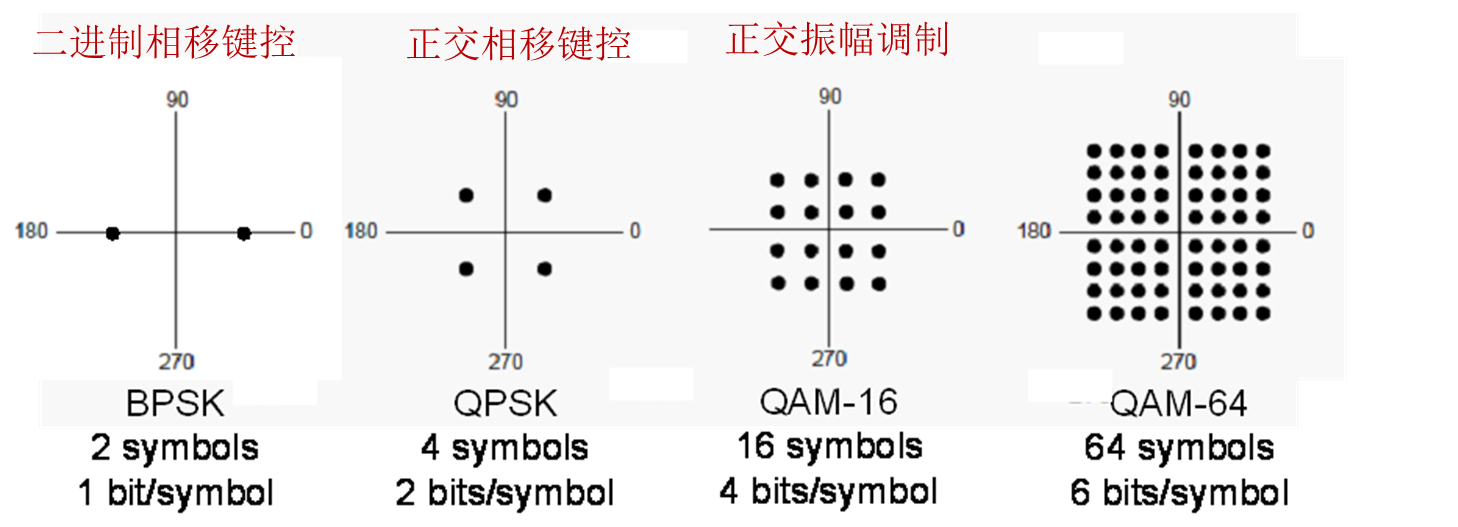 二进制相移键控
正交相移键控
正交振幅调制
90
180
0
270
BPSK
2 symbols
1 bit/symbol
90
180
0
270
QPSK
4 symbols
2 bits/symbol
90
0
270
QAM-16
16 symbols
4 bits/symbol
90
180
0
270
QAM-64
64 symbols
6 bits/symbol